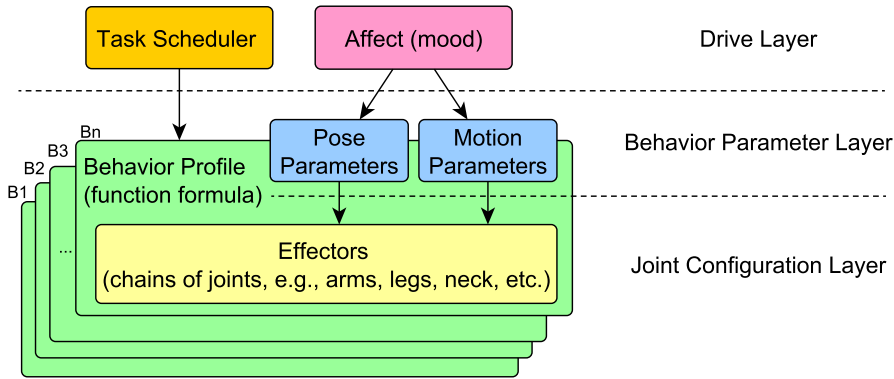 Task Scheduler
Affect (mood)
Drive Layer
Bn
B3
B2
B1
Pose
Parameters
Motion
Parameters
Behavior Parameter Layer
Behavior Profile
(function formula)
...
Effectors
(chains of joints, e.g., arms, legs, neck, etc.)
Joint Configuration Layer